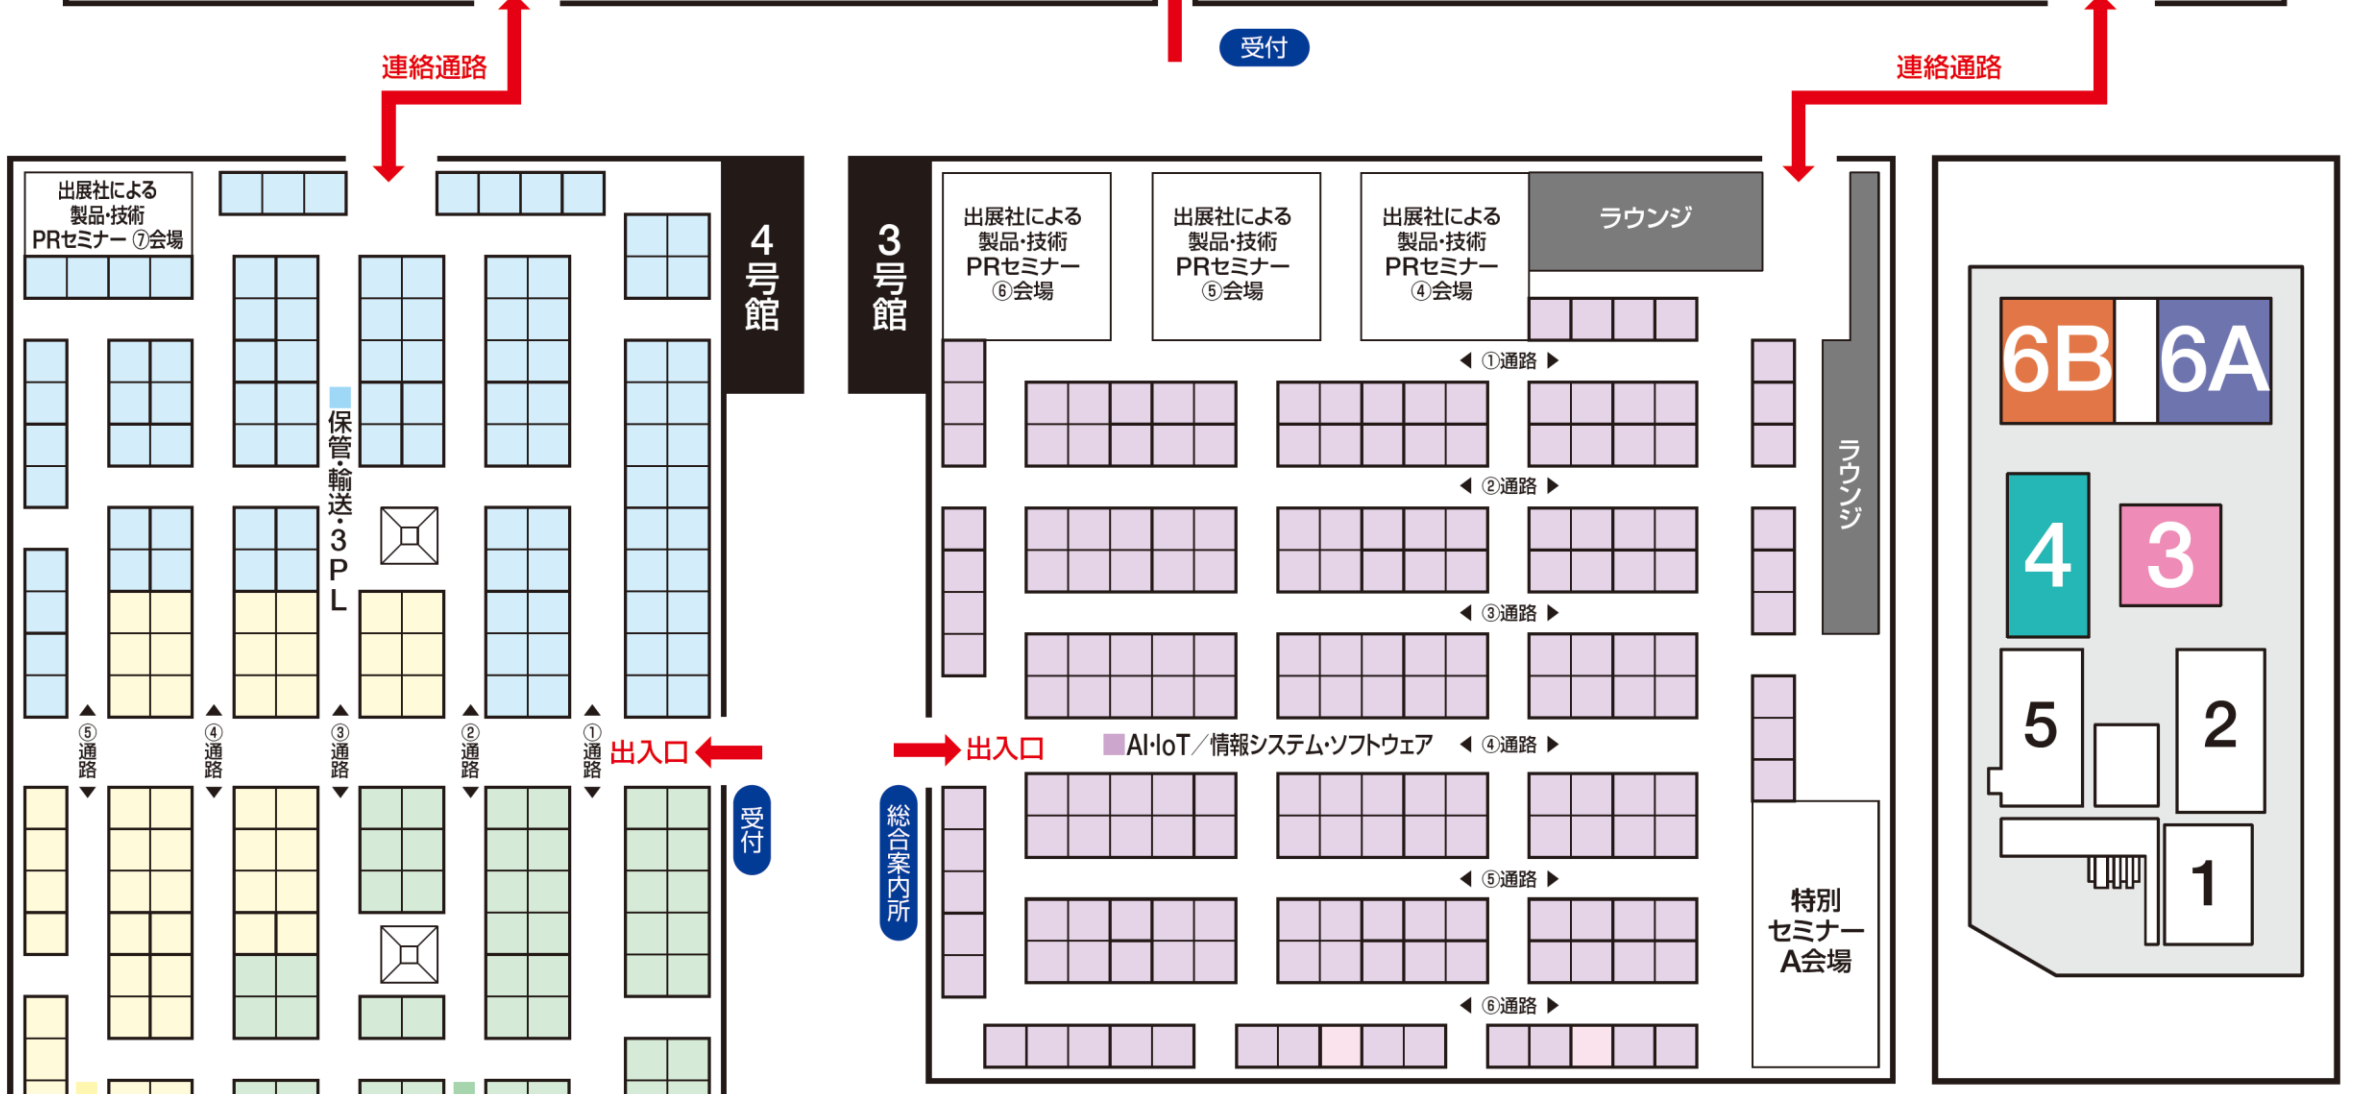 受付
連絡通路
連絡通路
出展社による
製品・技術
PRセミナー ⑦会場
4号館
保管・輸送・3PL
⑤通路
④通路
③通路
②通路
①通路
出入口
受付
3号館
出展社による
製品・技術
PRセミナー
⑥会場
出展社による
製品・技術
PRセミナー
⑤会場
出展社による
製品・技術
PRセミナー
④会場
ラウンジ
ラウンジ
◀ ①通路 ▶
◀ ②通路 ▶
◀ ③通路 ▶
出入口
AI・IoT／情報システム・ソフトウェア
◀ ④通路 ▶
総合案内所
◀ ⑤通路 ▶
◀ ⑥通路 ▶
特別
セミナー
A会場
6B
6A
4
3
5
2
1